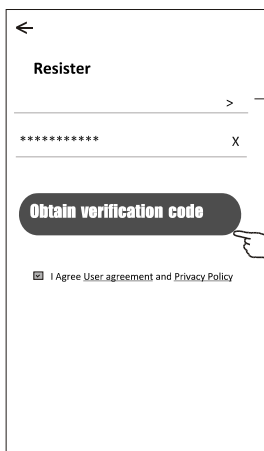 Resister
>
*********** X
Obtain verification code
I Agree User agreement and Privacy Policy